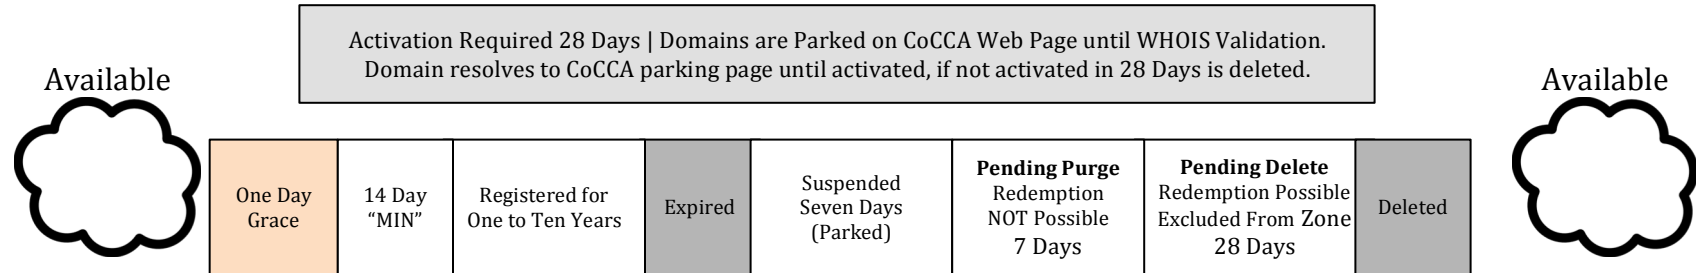 Activation Required 28 Days | Domains are Parked on CoCCA Web Page until WHOIS Validation.
Domain resolves to CoCCA parking page until activated, if not activated in 28 Days is deleted.
Available
Available
One Day
Grace
14 Day
“MIN”
Registered for
One to Ten Years
Expired
Suspended
Seven Days
(Parked)
Pending Purge
Redemption
NOT Possible
7 Days
Pending Delete
Redemption Possible
Excluded From Zone
28 Days
Deleted